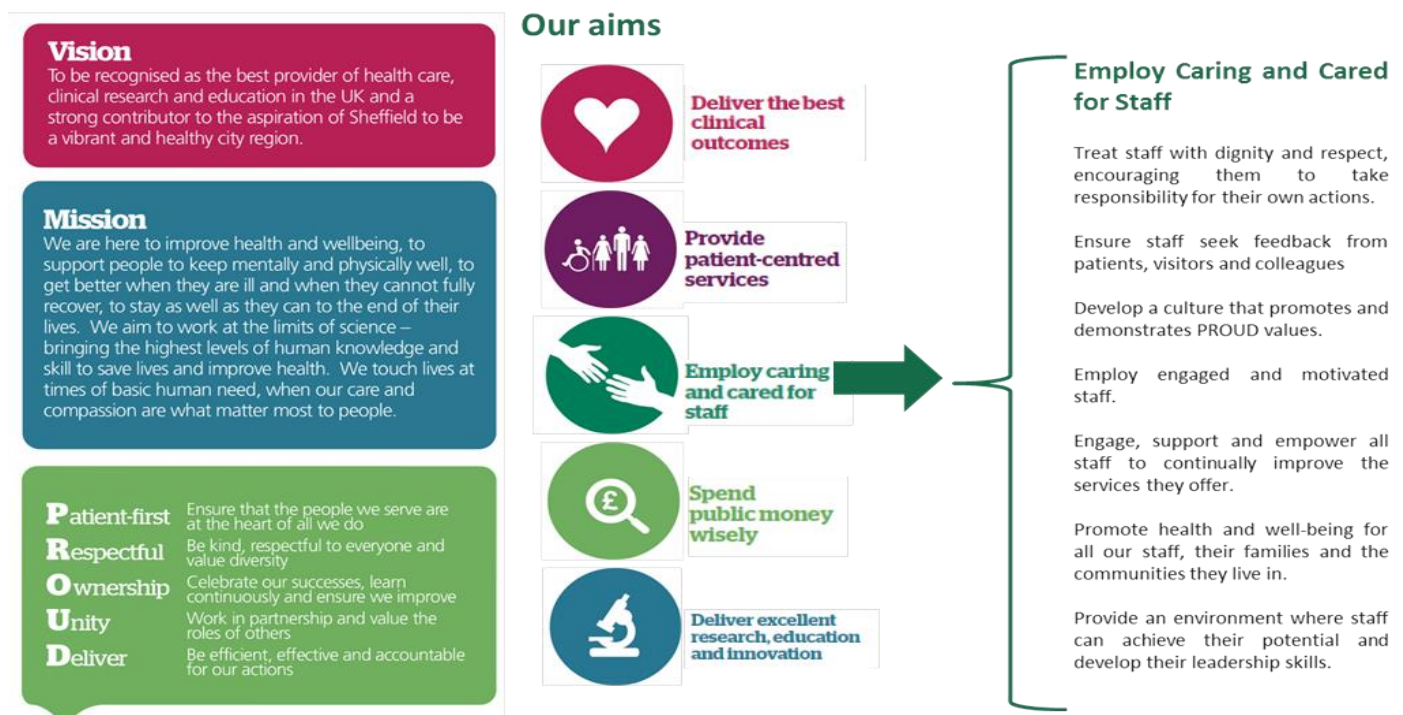 Vision
To be recognised as the best provider of health care,
clinical research and education in the UK and a
strong contributor to the aspiration of Sheffield to be
a vibrant and healthy city region.
Mission
We are here to improve health and wellbeing, to
support people to keep mentally and physically well, to
get better when they are ill and when they cannot fully
recover, to stay as well as they can to the end of their
lives. We aim to work at the limits of science –
bringing the highest levels of human knowledge and
skill to save lives and improve health. We touch lives at
times of basic human need, when our care and
compassion are what matter most to people.
Patient-first
Ensure that the people we serve are
at the heart of all we do
Respectful
Be kind, respectful to everyone and
value diversity
Ownership
Celebrate our successes, learn
continuously and ensure we improve
Unity
Work in partnership and value the
roles of others
Deliver
Be efficient, effective and accountable
for our actions
Our aims
Deliver the best
clinical
outcomes
Provide
patient-centred
services
Employ caring
and cared for
staff
£
Spend
public money
wisely
Deliver excellent
research, education
and innovation
Employ Caring and Cared
for Staff
Treat staff with dignity and respect,
encouraging them to take
responsibility for their own actions.
Ensure staff seek feedback from
patients, visitors and colleagues
Develop a culture that promotes and
demonstrates PROUD values.
Employ engaged and motivated
staff.
Engage, support and empower all
staff to continually improve the
services they offer.
Promote health and well-being for
all our staff, their families and the
communities they live in.
Provide an environment where staff
can achieve their potential and
develop their leadership skills.